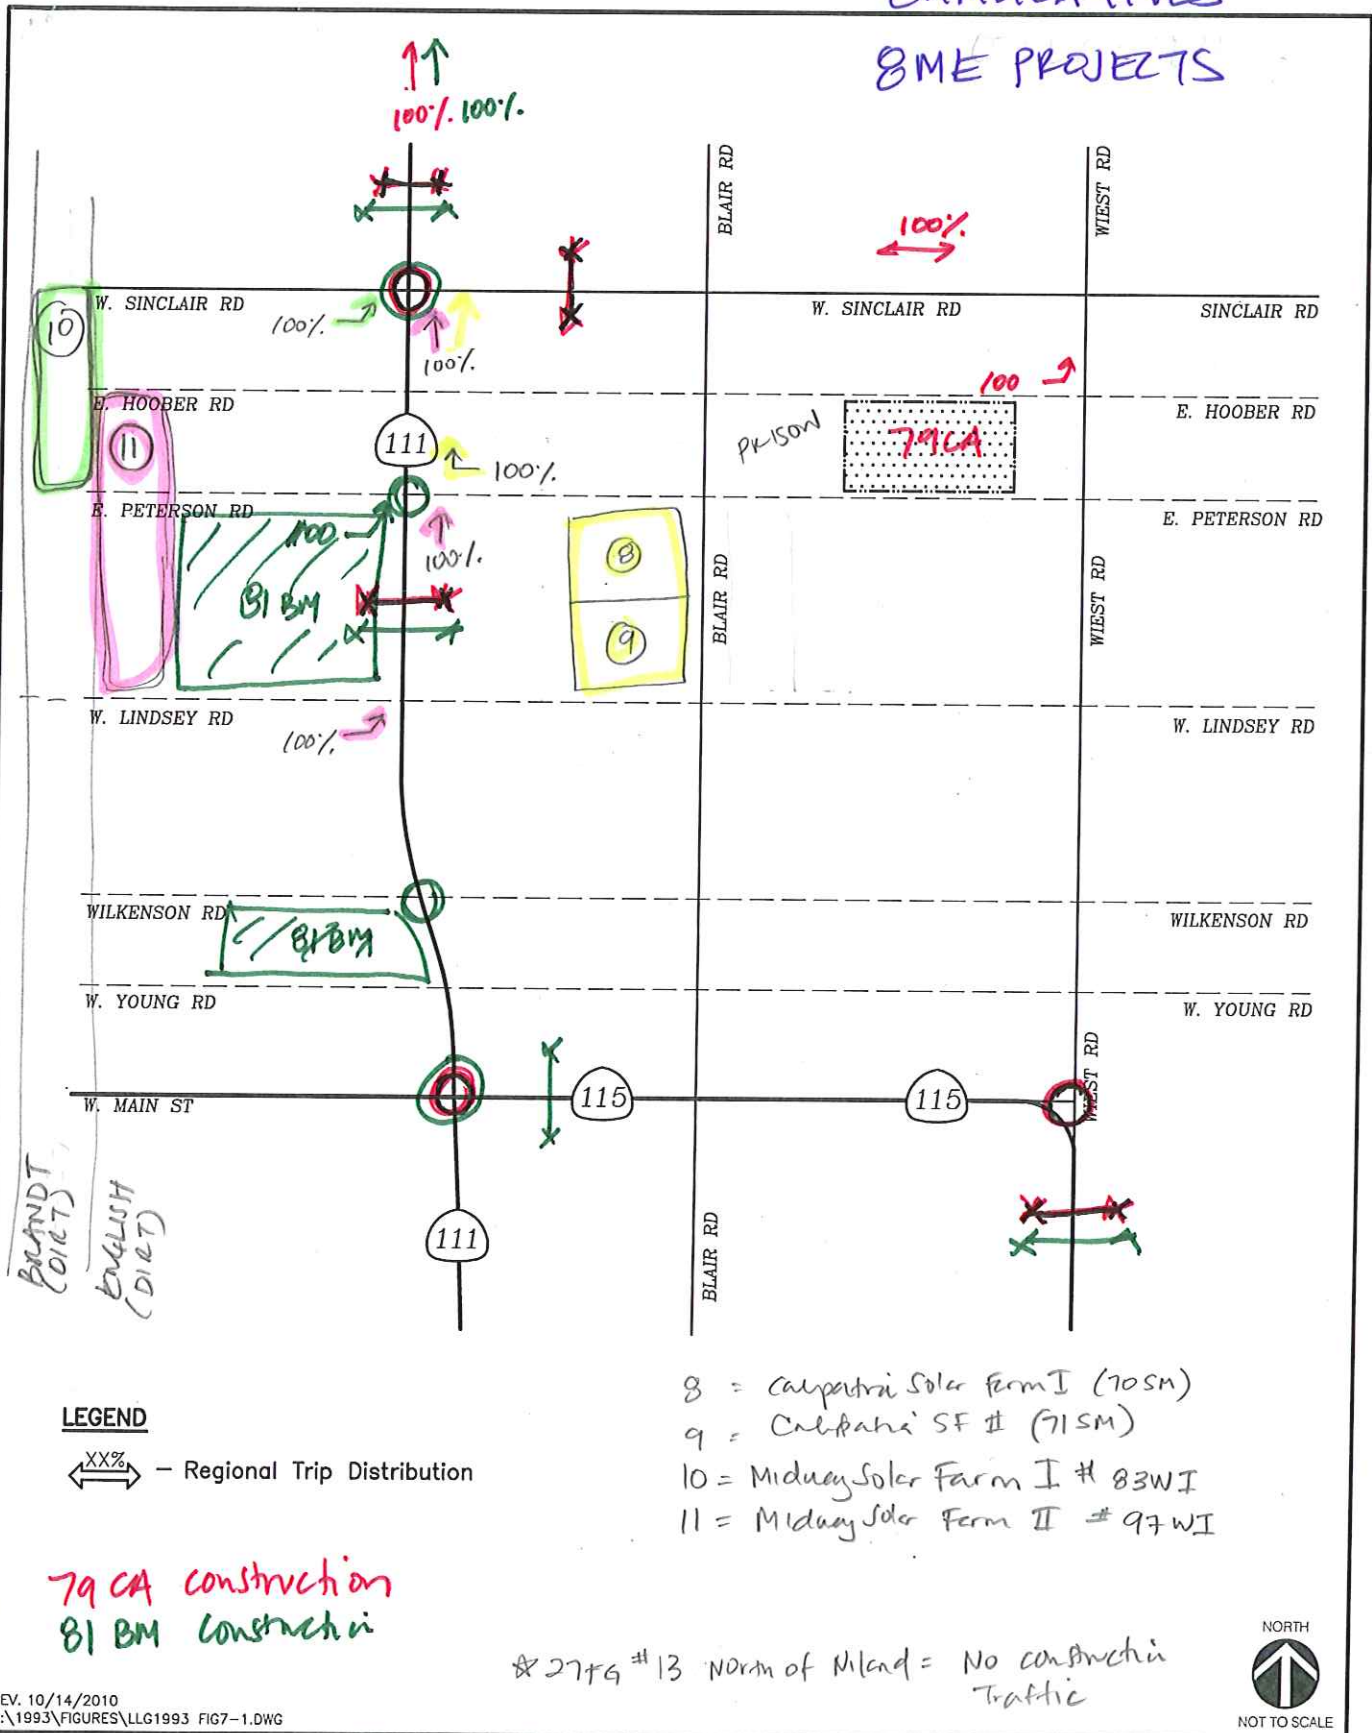 8ME PROJECTS
100%. 100%.
BLAIR RD
WIEST RD
100%
W. SINCLAIR RD
W. SINCLAIR RD
SINCLAIR RD
10
100%.
100%.
100
E. HOOBER RD
E. HOOBER RD
11
111
PRISON
79CA
100%.
E. PETERSON RD
E. PETERSON RD
100
100%.
8
81 BM
9
BLAIR RD
WIEST RD
W. LINDSEY RD
W. LINDSEY RD
100%.
WILKENSON RD
WILKENSON RD
81BM
W. YOUNG RD
W. YOUNG RD
WIEST RD
115
115
W. MAIN ST
BRANDT
(DIRT)
ENGLISH
(DIRT)
111
BLAIR RD
8 = Calipatria Solar Farm I (70SM)
9 = Calipatria SF II (71SM)
10 = Midway Solar Farm I # 83WI
11 = Midway Solar Farm II # 97WI
LEGEND
XX% — Regional Trip Distribution
79 CA construction
81 BM construction
* 27FG #13 North of Niland = No construction
Traffic
NORTH
NOT TO SCALE
EV. 10/14/2010
:\1993\FIGURES\LLG1993 FIG7-1.DWG